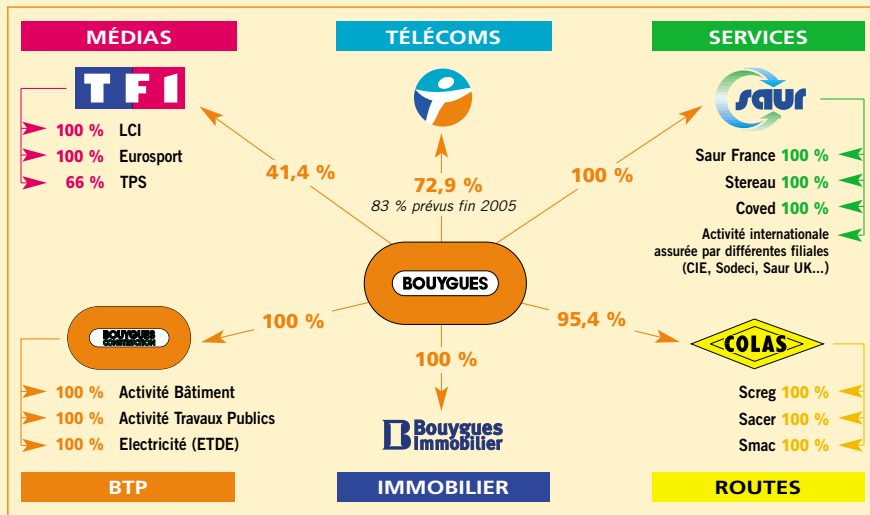 MÉDIAS
TF1
100 % LCI
100 % Eurosport
66 % TPS
41,4 %
TÉLÉCOMS
72,9 %
83 % prévus fin 2005
SERVICES
saur
100 %
Saur France 100 %
Stereau 100 %
Coved 100 %
Activité internationale
assurée par différentes filiales
(CIE, Sodeci, Saur UK...)
BOUYGUES
100 %
BOUYGUES
CONSTRUCTION
100 % Activité Bâtiment
100 % Activité Travaux Publics
100 % Electricité (ETDE)
BTP
100 %
Bouygues
Immobilier
IMMOBILIER
95,4 %
COLAS
Screg 100 %
Sacer 100 %
Smac 100 %
ROUTES